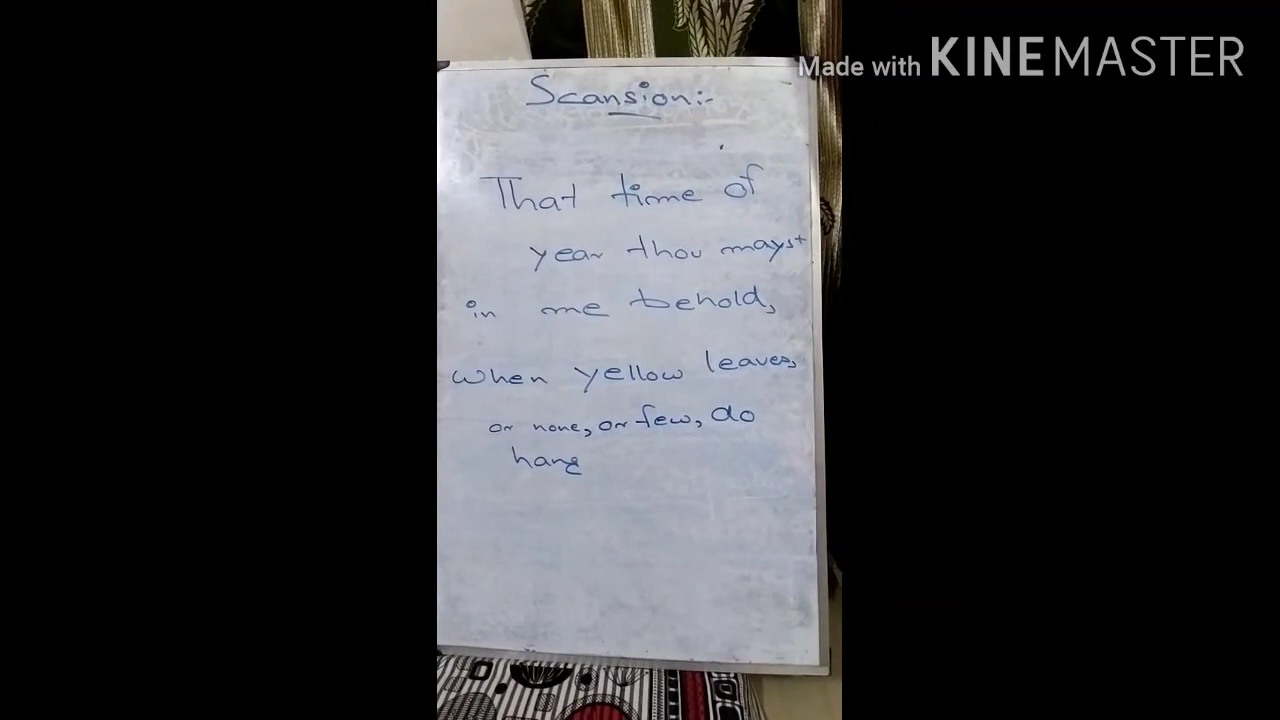 Made with KINEMASTER
Scansion:-
That time of
year thou mayst
in me behold,
when yellow leaves,
or none, or few, do
hang